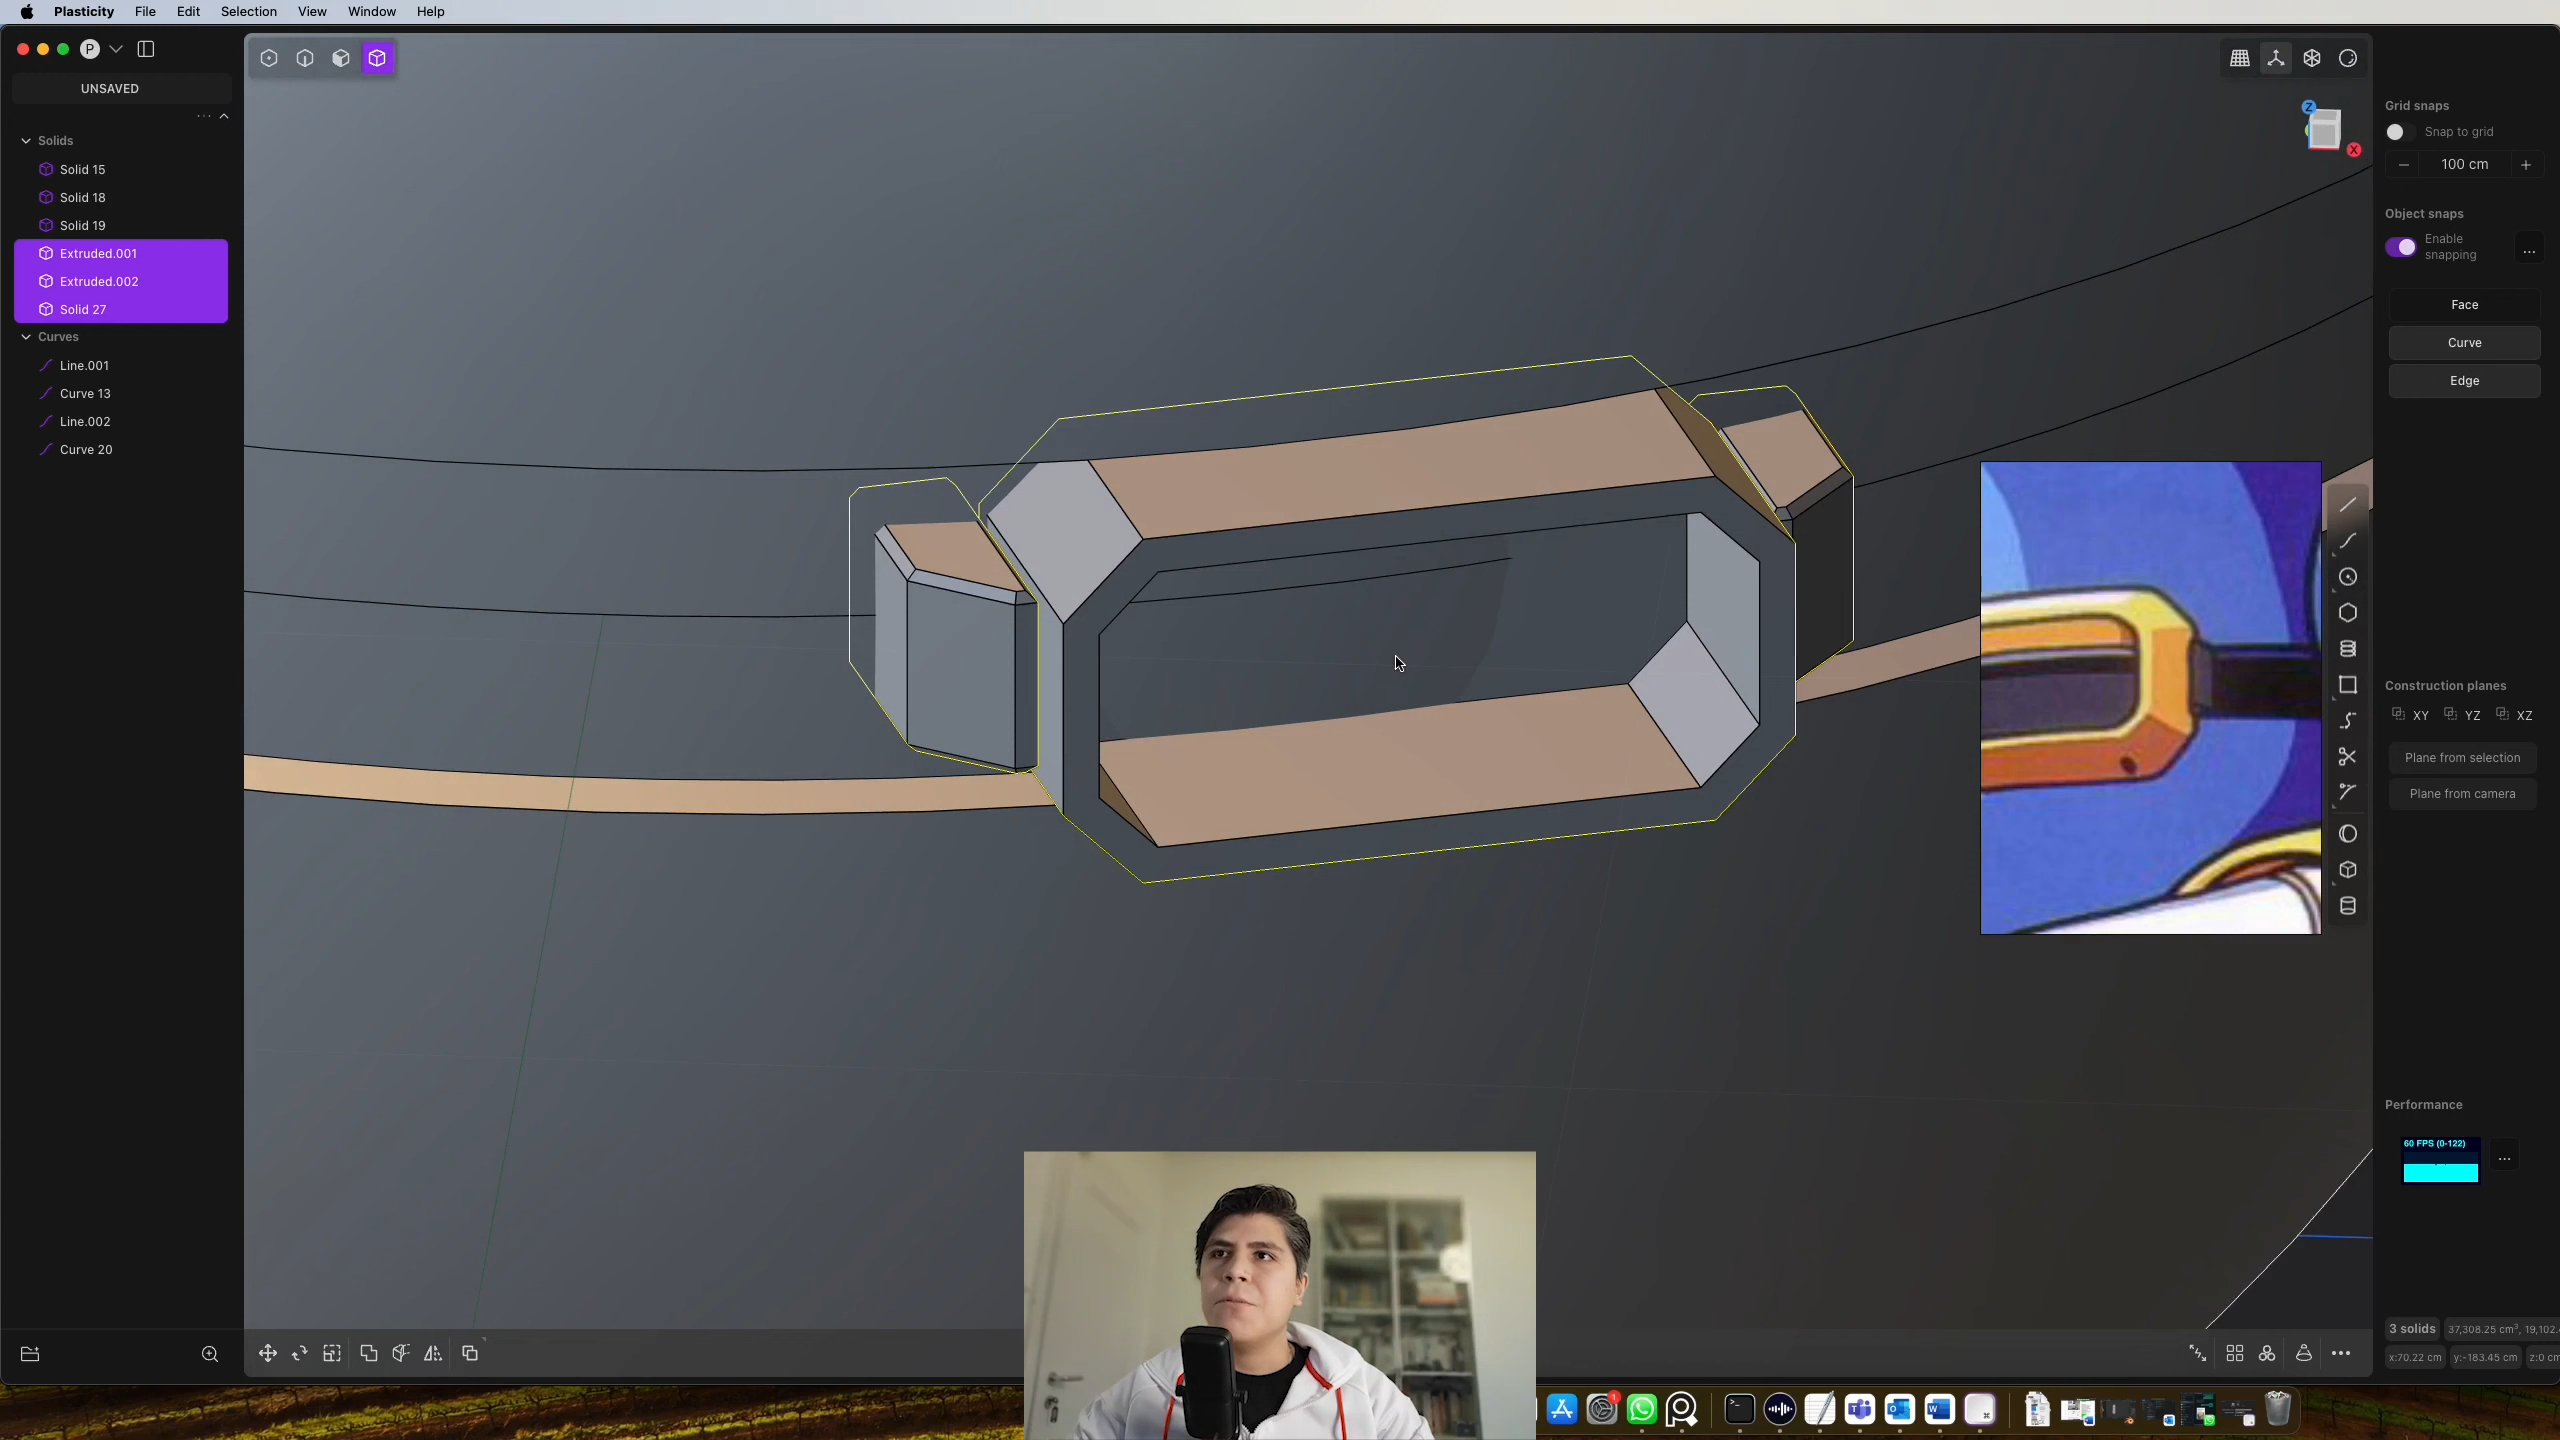 Plasticity File Edit Selection View Window Help
P
UNSAVED
Solids
Solid 15
Solid 18
Solid 19
Extruded.001
Extruded.002
Solid 27
Curves
Line.001
Curve 13
Line.002
Curve 20
Z
X
Grid snaps
Snap to grid
100 cm
Object snaps
Enable
snapping
Face
Curve
Edge
Construction planes
XY YZ XZ
Plane from selection
Plane from camera
Performance
60 FPS (0-122)
3 solids 37,308.25 cm³, 19,102.
x:70.22 cm y:-183.45 cm z:0 cm
1